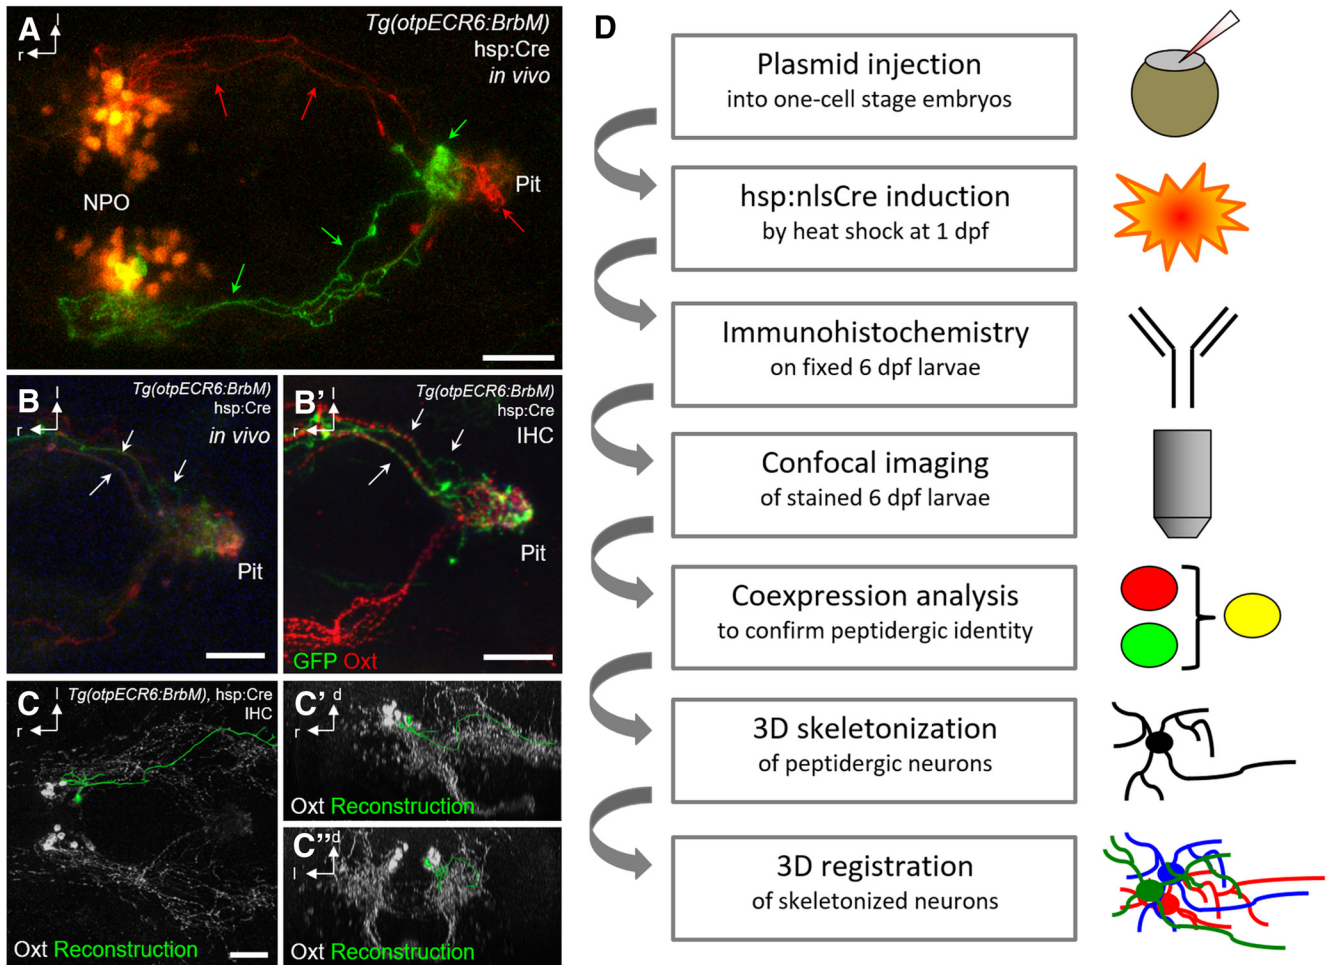 A
l
r
Tg(otpECR6:BrbM)
hsp:Cre
in vivo
NPO
Pit
B
l
r
Tg(otpECR6:BrbM)
hsp:Cre
in vivo
Pit
B'
l
r
Tg(otpECR6:BrbM)
hsp:Cre
IHC
Pit
GFP Oxt
C
l
r
Tg(otpECR6:BrbM), hsp:Cre
IHC
Oxt Reconstruction
C'
d
r
Oxt Reconstruction
C''
d
l
Oxt Reconstruction
D
Plasmid injection
into one-cell stage embryos
hsp:nlsCre induction
by heat shock at 1 dpf
Immunohistochemistry
on fixed 6 dpf larvae
Confocal imaging
of stained 6 dpf larvae
Coexpression analysis
to confirm peptidergic identity
3D skeletonization
of peptidergic neurons
3D registration
of skeletonized neurons